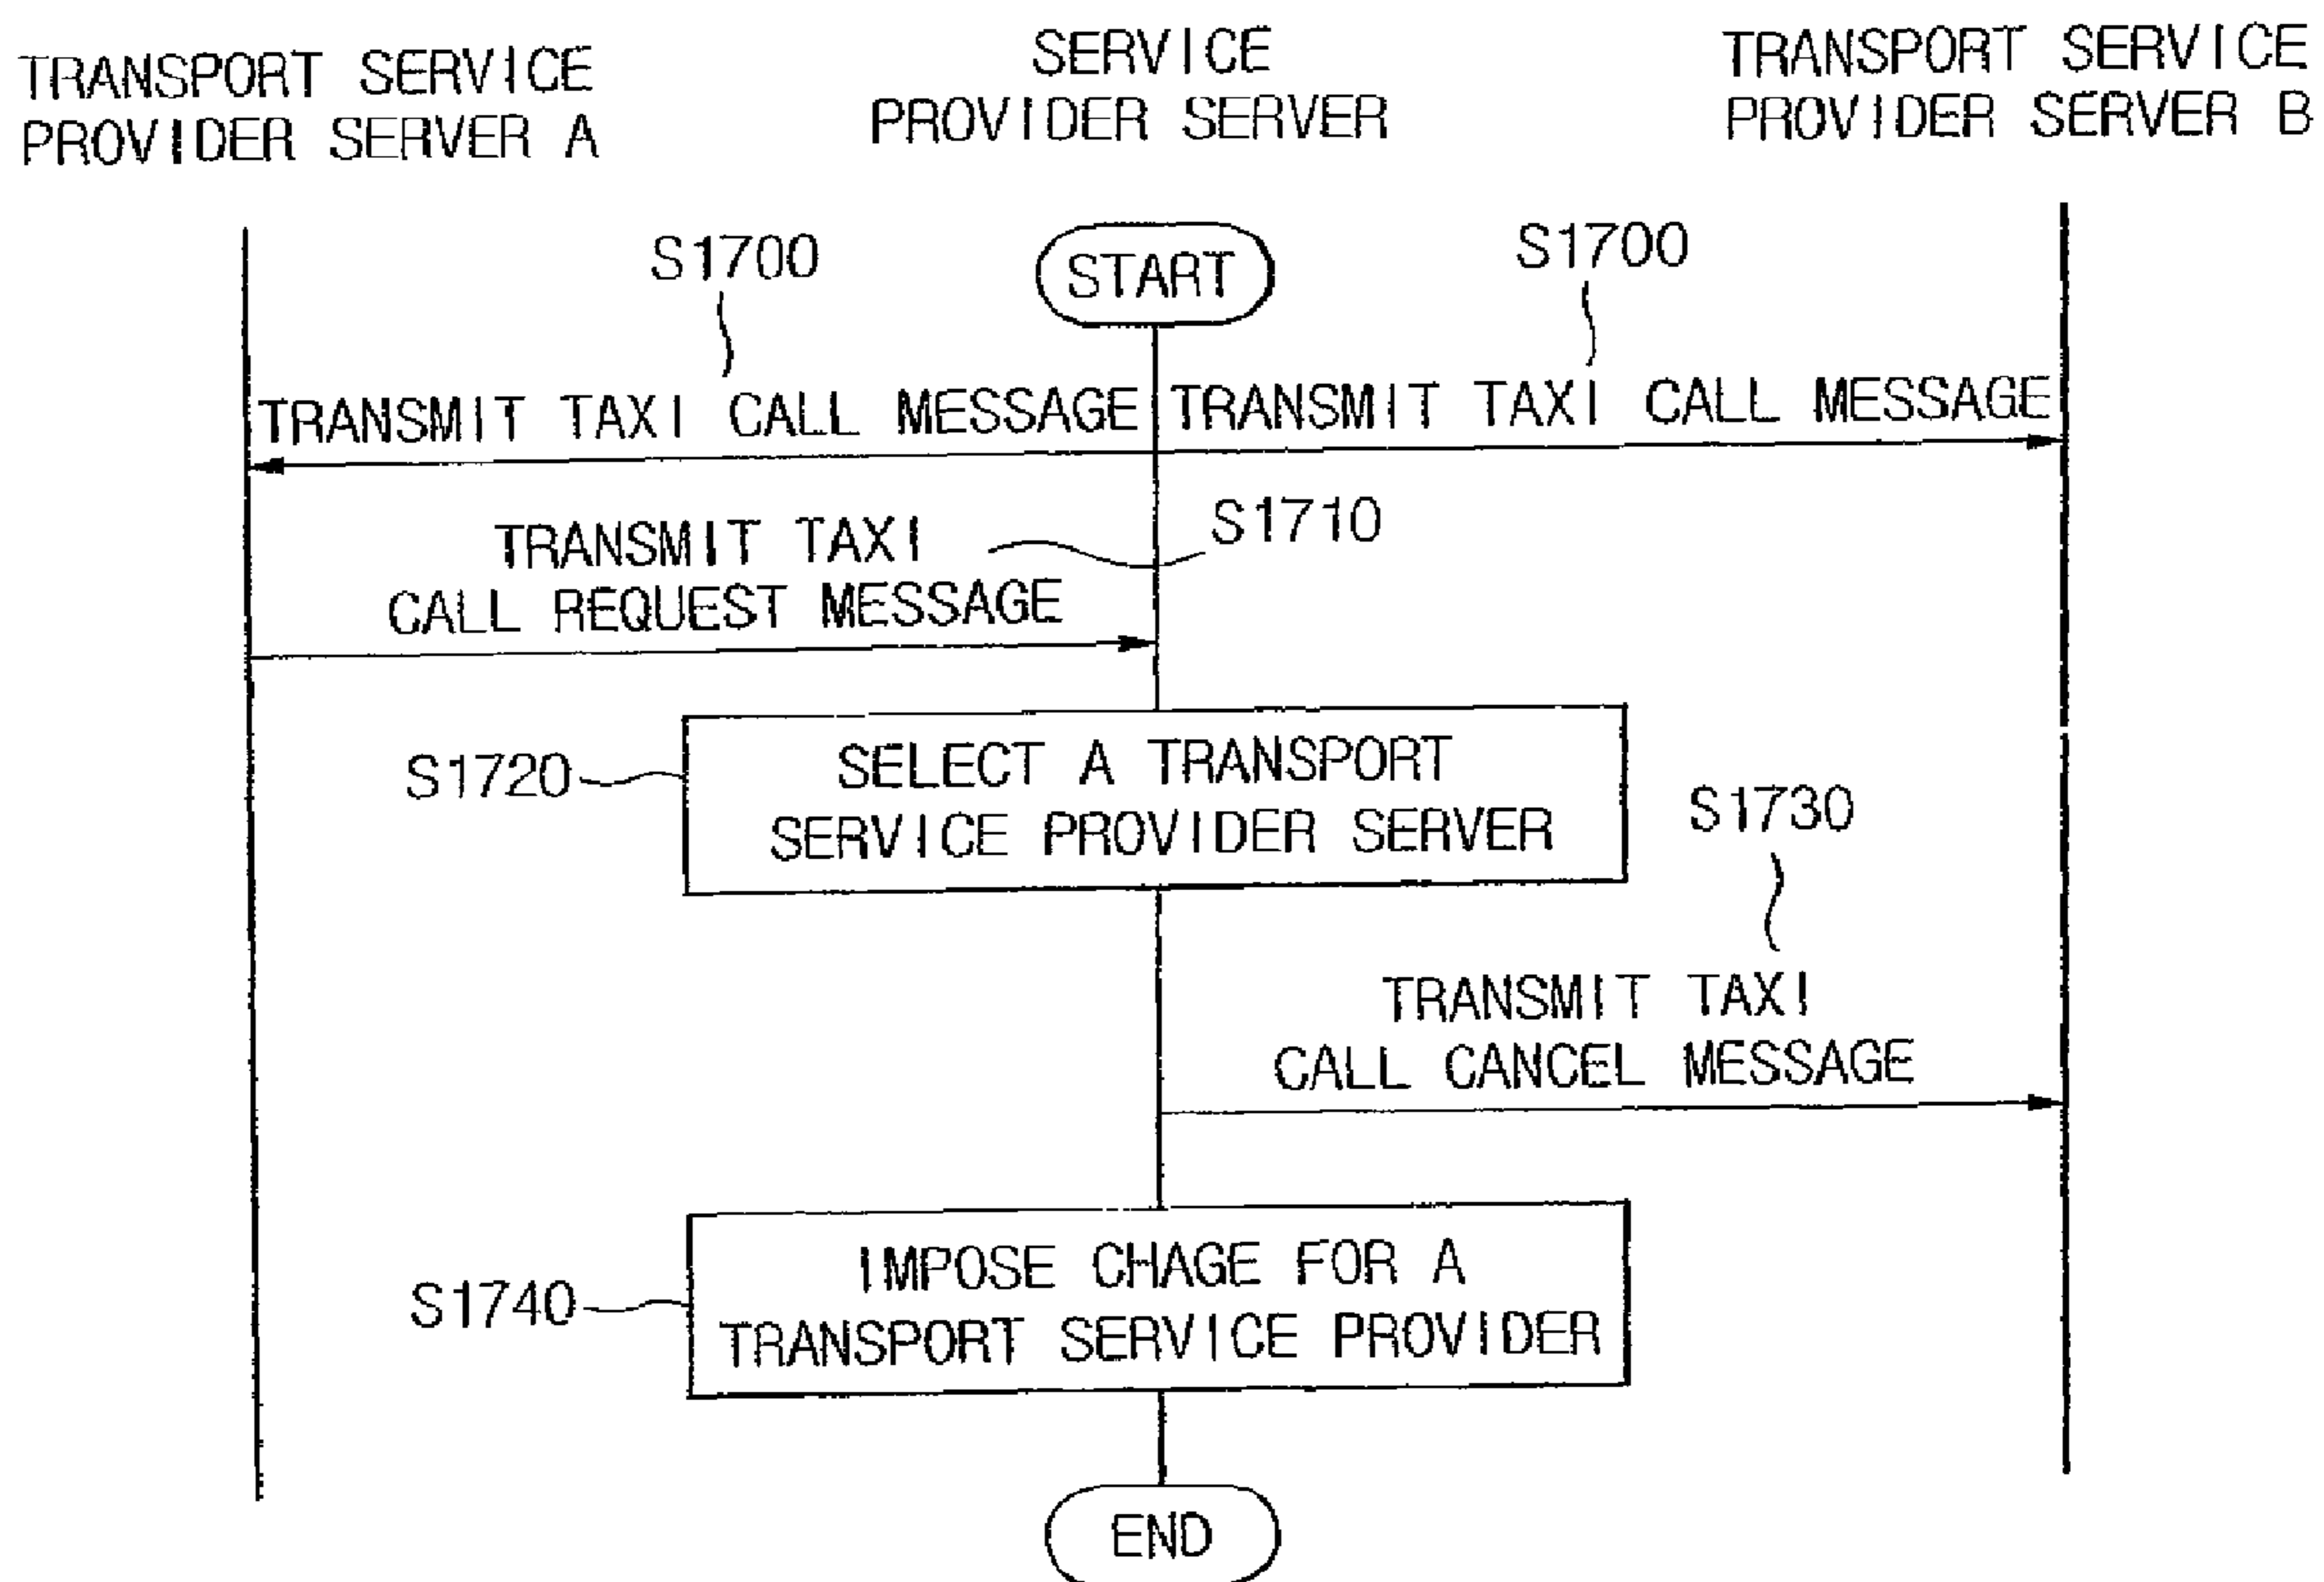 TRANSPORT SERVICE
PROVIDER SERVER A
SERVICE
PROVIDER SERVER
TRANSPORT SERVICE
PROVIDER SERVER B
S1700
START
S1700
TRANSMIT TAXI CALL MESSAGE
TRANSMIT TAXI CALL MESSAGE
TRANSMIT TAXI
CALL REQUEST MESSAGE
S1710
S1720
SELECT A TRANSPORT
SERVICE PROVIDER SERVER
S1730
TRANSMIT TAXI
CALL CANCEL MESSAGE
S1740
IMPOSE CHAGE FOR A
TRANSPORT SERVICE PROVIDER
END